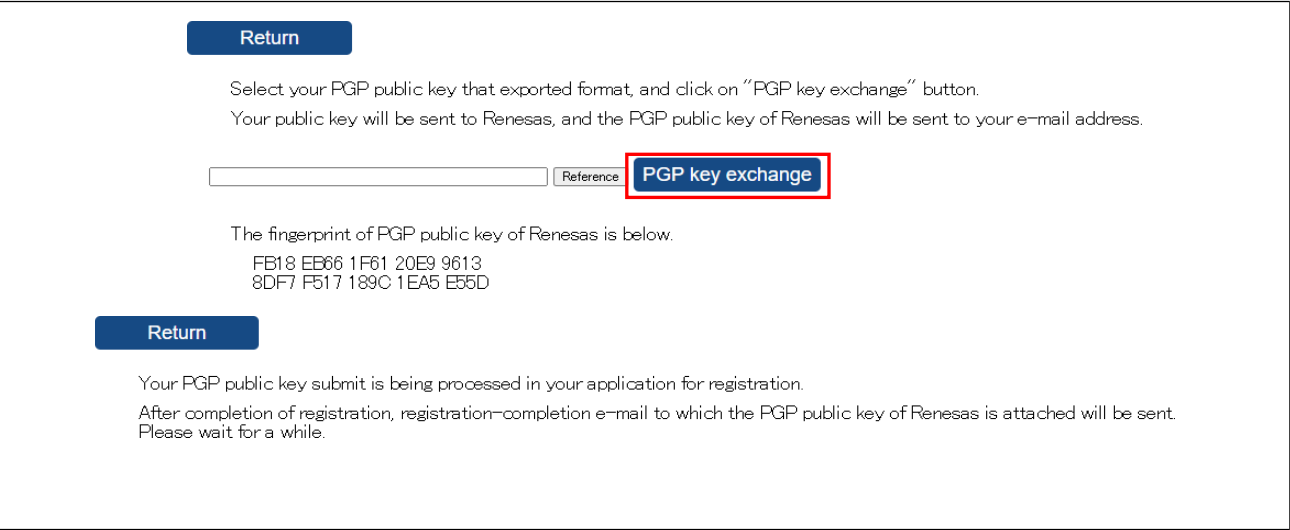 Return
Select your PGP public key that exported format, and click on "PGP key exchange" button.
Your public key will be sent to Renesas, and the PGP public key of Renesas will be sent to your e-mail address.
Reference PGP key exchange
The fingerprint of PGP public key of Renesas is below.
FB18 EB66 1F61 20E9 9613
8DF7 F517 189C 1EA5 E55D
Return
Your PGP public key submit is being processed in your application for registration.
After completion of registration, registration-completion e-mail to which the PGP public key of Renesas is attached will be sent.
Please wait for a while.